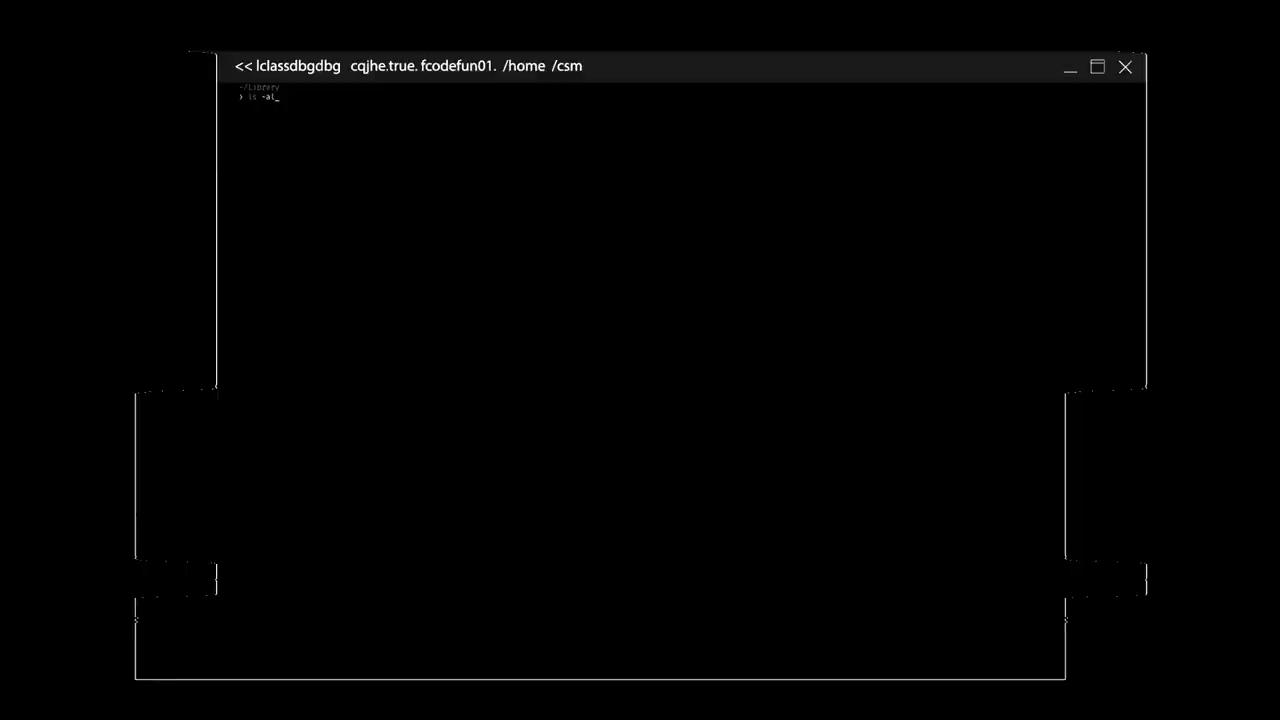 << lclassdbgdbg cqjhe.true. fcodefun01. /home /csm
~/Library
❯ ls -al_